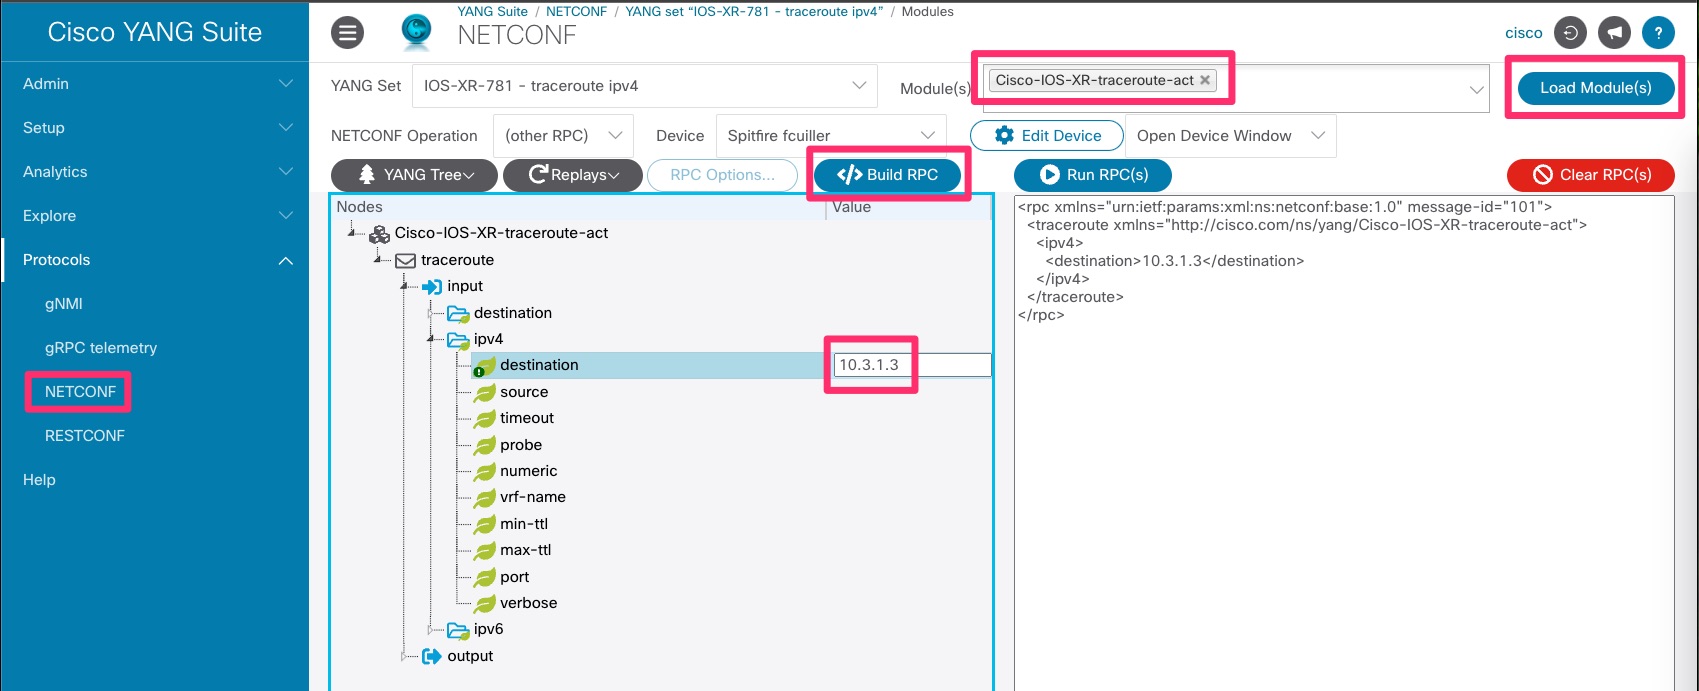 Cisco YANG Suite
Admin
Setup
Analytics
Explore
Protocols
gNMI
gRPC telemetry
NETCONF
RESTCONF
Help
YANG Suite / NETCONF / YANG set “IOS-XR-781 - traceroute ipv4” / Modules
NETCONF
cisco
?
YANG Set IOS-XR-781 - traceroute ipv4 Module(s) Cisco-IOS-XR-traceroute-act × Load Module(s)
NETCONF Operation (other RPC) Device Spitfire fcuiller Edit Device Open Device Window
YANG Tree Replays RPC Options... </> Build RPC Run RPC(s) Clear RPC(s)
Nodes Value
Cisco-IOS-XR-traceroute-act
traceroute
input
destination
ipv4
destination 10.3.1.3
source
timeout
probe
numeric
vrf-name
min-ttl
max-ttl
port
verbose
ipv6
output
<rpc xmlns="urn:ietf:params:xml:ns:netconf:base:1.0" message-id="101">
<traceroute xmlns="http://cisco.com/ns/yang/Cisco-IOS-XR-traceroute-act">
<ipv4>
<destination>10.3.1.3</destination>
</ipv4>
</traceroute>
</rpc>